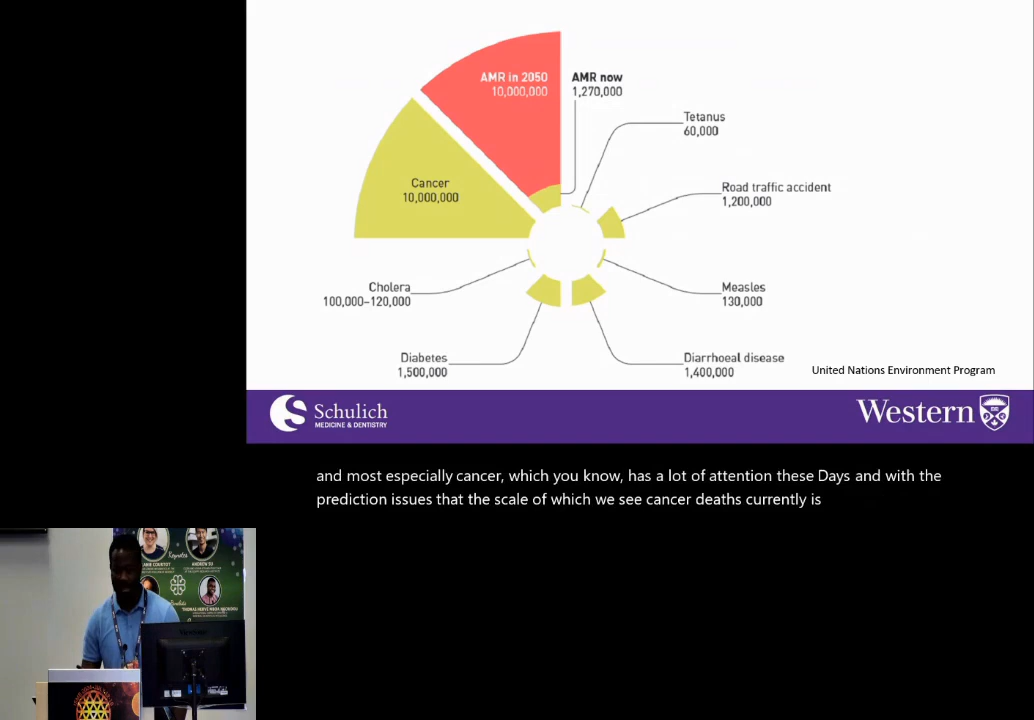 AMR in 2050
10,000,000
AMR now
1,270,000
Tetanus
60,000
Cancer
10,000,000
Road traffic accident
1,200,000
Cholera
100,000–120,000
Measles
130,000
Diabetes
1,500,000
Diarrhoeal disease
1,400,000
United Nations Environment Program
Schulich
MEDICINE & DENTISTRY
Western
and most especially cancer, which you know, has a lot of attention these Days and with the
prediction issues that the scale of which we see cancer deaths currently is
Keynotes
ANDREW SU